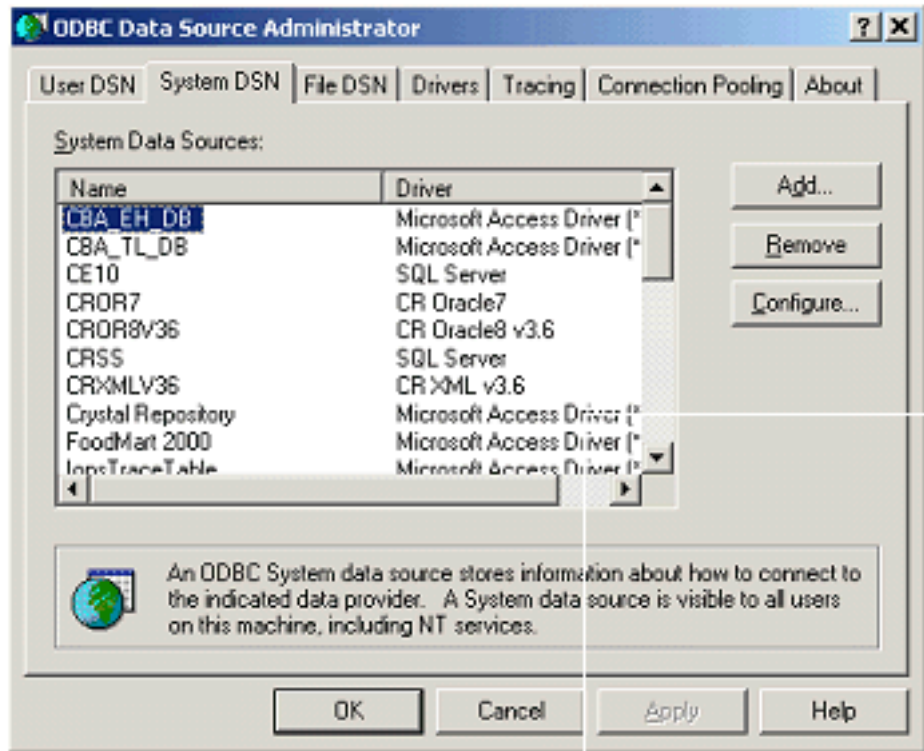 ODBC Data Source Administrator
User DSN System DSN File DSN Drivers Tracing Connection Pooling About
System Data Sources:
Name Driver
CBA_EH_DB Microsoft Access Driver (*
CBA_TL_DB Microsoft Access Driver (*
CE10 SQL Server
CROR7 CR Oracle7
CROR8V36 CR Oracle8 v3.6
CRSS SQL Server
CRXMLV36 CR XML v3.6
Crystal Repository Microsoft Access Driver (*
FoodMart 2000 Microsoft Access Driver (*
Microsoft Access Driver (*
Add...
Remove
Configure...
An ODBC System data source stores information about how to connect to
the indicated data provider. A System data source is visible to all users
on this machine, including NT services.
OK Cancel Apply Help